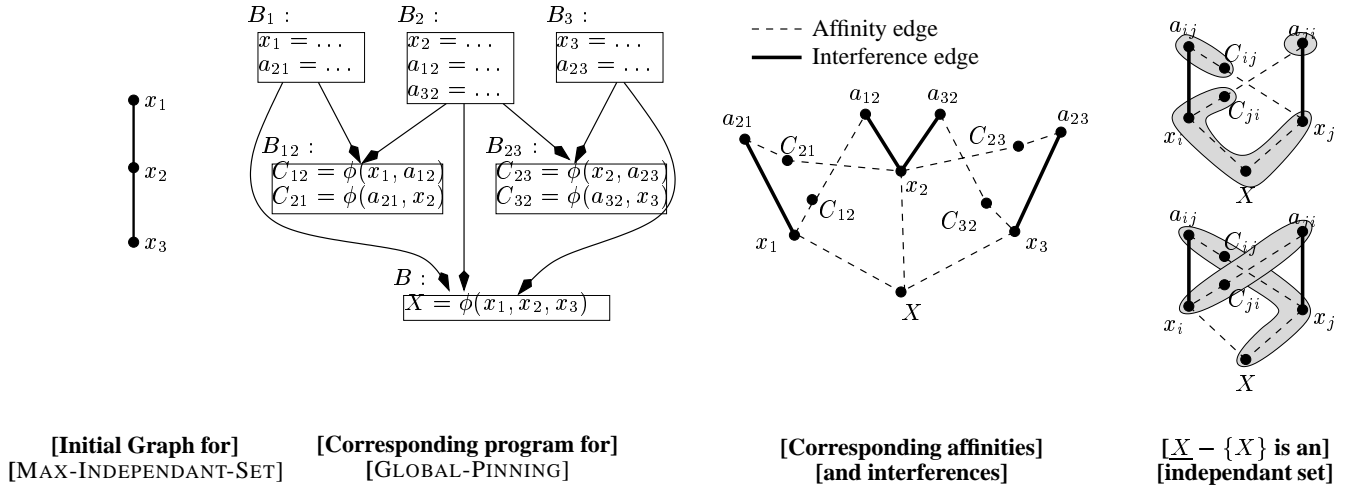 x1
x2
x3
B1 :
x1 = . . .
a21 = . . .
B2 :
x2 = . . .
a12 = . . .
a32 = . . .
B3 :
x3 = . . .
a23 = . . .
B12 :
C12 = ϕ(x1, a12)
C21 = ϕ(a21, x2)
B23 :
C23 = ϕ(x2, a23)
C32 = ϕ(a32, x3)
B :
X = ϕ(x1, x2, x3)
Affinity edge
Interference edge
a21
a12
a32
a23
C21
C23
x2
C12
C32
x1
x3
X
aij
aji
Cij
Cji
xi
xj
X
aij
aji
Cij
Cji
xi
xj
X
[Initial Graph for]
[MAX-INDEPENDANT-SET]
[Corresponding program for]
[GLOBAL-PINNING]
[Corresponding affinities]
[and interferences]
[X − {X} is an]
[independant set]